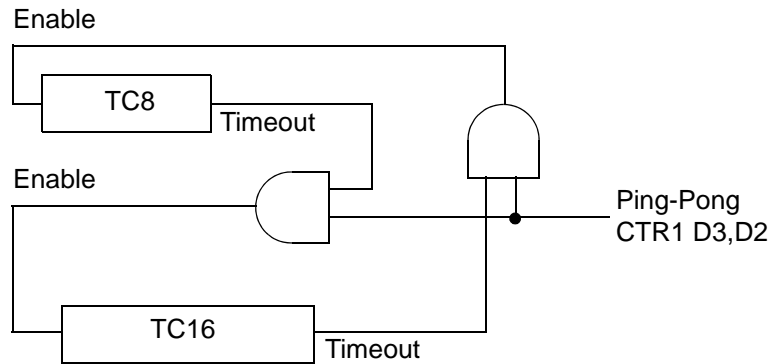 Enable
TC8
Timeout
Enable
Ping-Pong
CTR1 D3,D2
TC16
Timeout